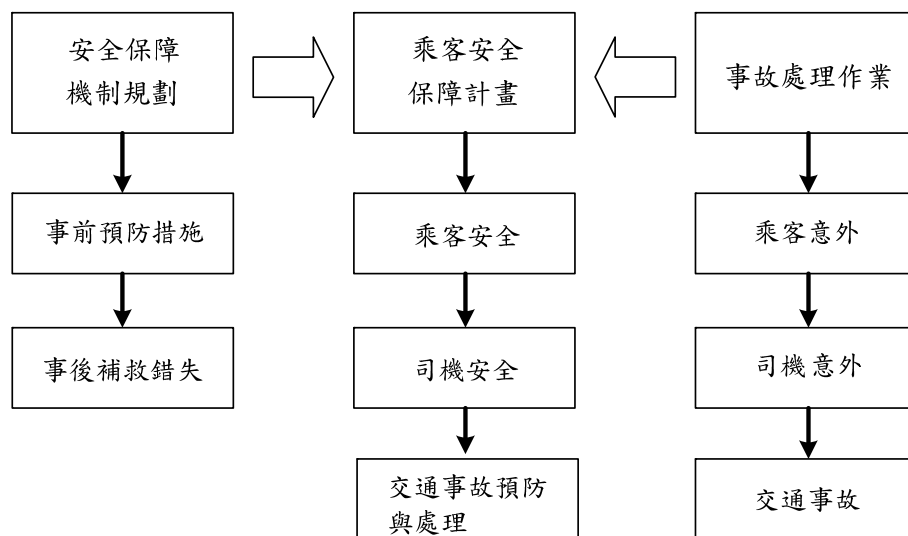 安全保障
機制規劃
乘客安全
保障計畫
事故處理作業
事前預防措施
乘客安全
乘客意外
事後補救錯失
司機安全
司機意外
交通事故預防
與處理
交通事故